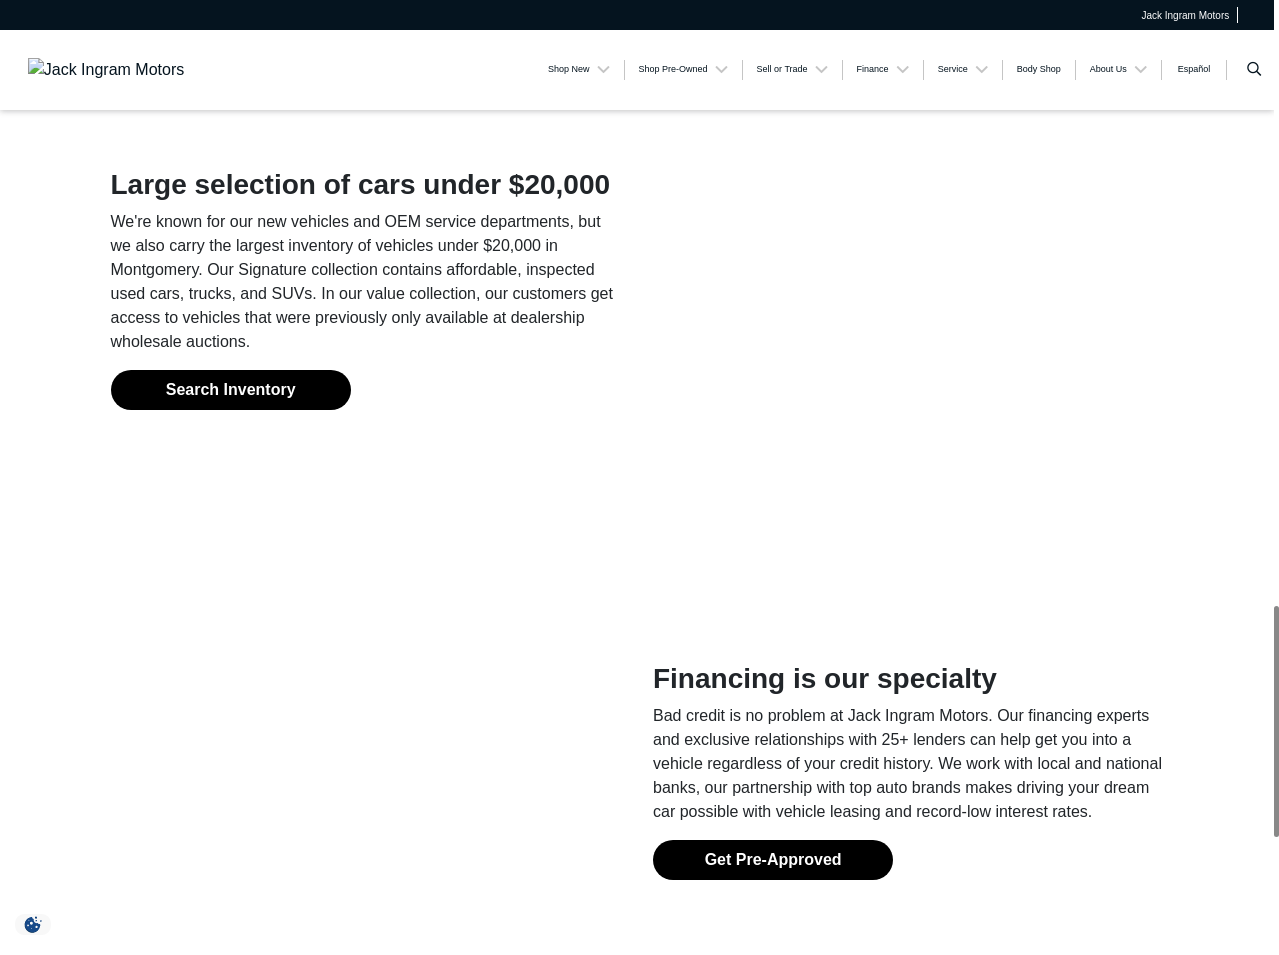 Jack Ingram Motors
Jack Ingram Motors
Shop New
Shop Pre-Owned
Sell or Trade
Finance
Service
Body Shop
About Us
Español
Large selection of cars under $20,000
We're known for our new vehicles and OEM service departments, but
we also carry the largest inventory of vehicles under $20,000 in
Montgomery. Our Signature collection contains affordable, inspected
used cars, trucks, and SUVs. In our value collection, our customers get
access to vehicles that were previously only available at dealership
wholesale auctions.
Search Inventory
Financing is our specialty
Bad credit is no problem at Jack Ingram Motors. Our financing experts
and exclusive relationships with 25+ lenders can help get you into a
vehicle regardless of your credit history. We work with local and national
banks, our partnership with top auto brands makes driving your dream
car possible with vehicle leasing and record-low interest rates.
Get Pre-Approved